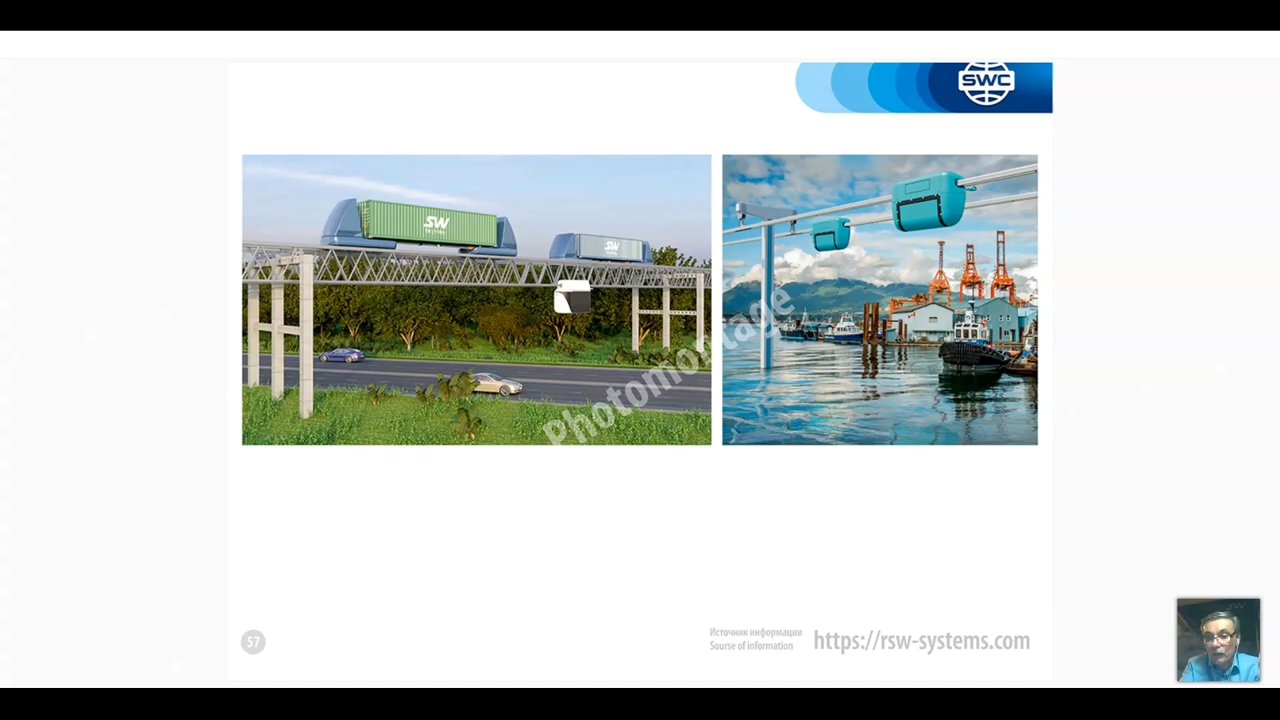 SWC
SW
SW
Photomontage
57
Источник информации
Sourse of information
https://rsw-systems.com